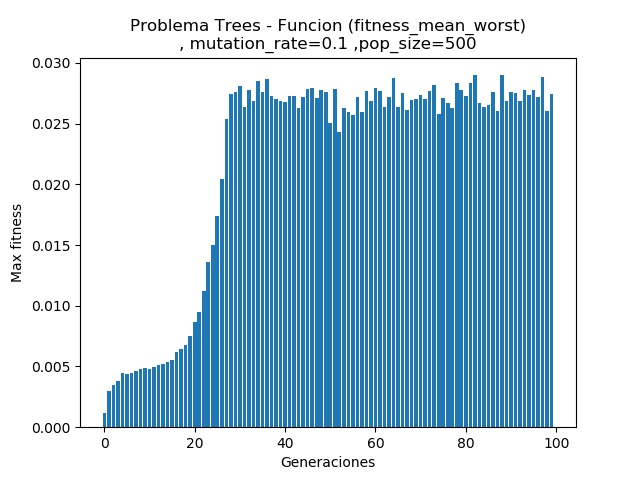 Problema Trees - Funcion (fitness_mean_worst)
, mutation_rate=0.1 ,pop_size=500
0.030
0.025
0.020
0.015
0.010
0.005
0.000
Max fitness
0 20 40 60 80 100
Generaciones